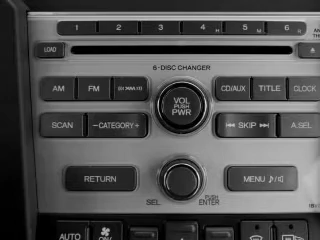 1 2 3 4 5 6
LOAD
6-DISC CHANGER
AM FM VOL PUSH PWR CD/AUX TITLE CLOCK
SCAN CATEGORY SKIP A.SEL
RETURN MENU
SEL PUSH ENTER
AUTO ON/